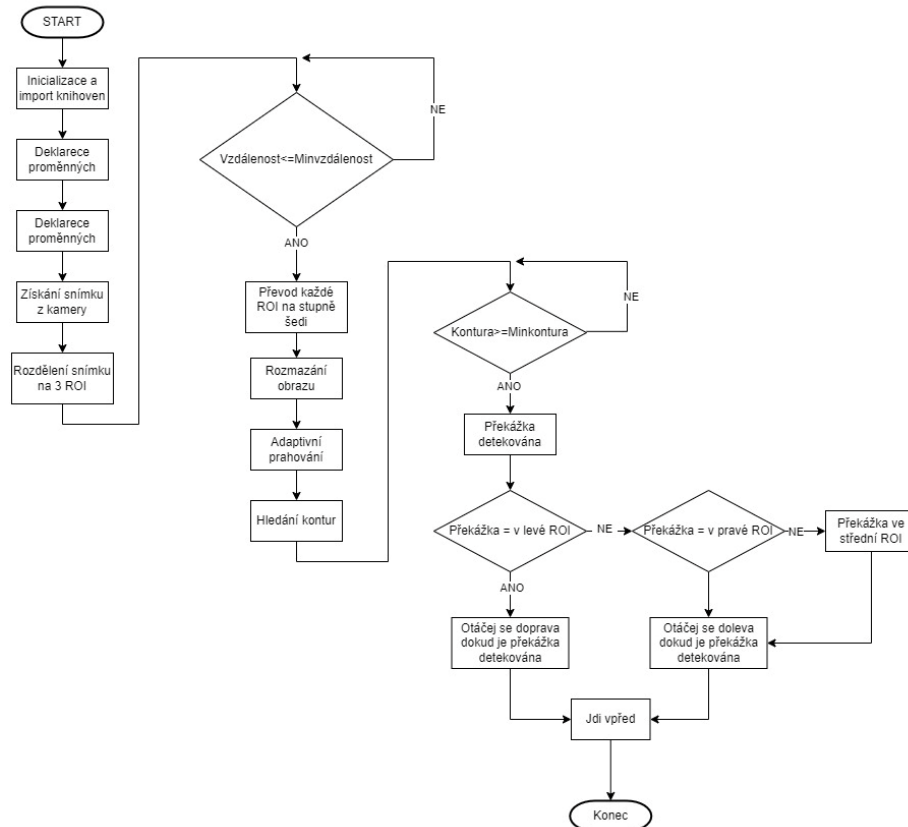 START
Inicializace a
import knihoven
Deklarece
proměnných
Deklarece
proměnných
Získání snímku
z kamery
Rozdělení snímku
na 3 ROI
NE
Vzdálenost<=Minvzdálenost
ANO
Převod každé
ROI na stupně
šedi
Rozmazání
obrazu
Adaptivní
prahování
Hledání kontur
NE
Kontura>=Minkontura
ANO
Překážka
detekována
Překážka = v levé ROI
NE
Překážka = v pravé ROI
NE
Překážka ve
střední ROI
ANO
Otáčej se doprava
dokud je překážka
detekována
Otáčej se doleva
dokud je překážka
detekována
Jdi vpřed
Konec